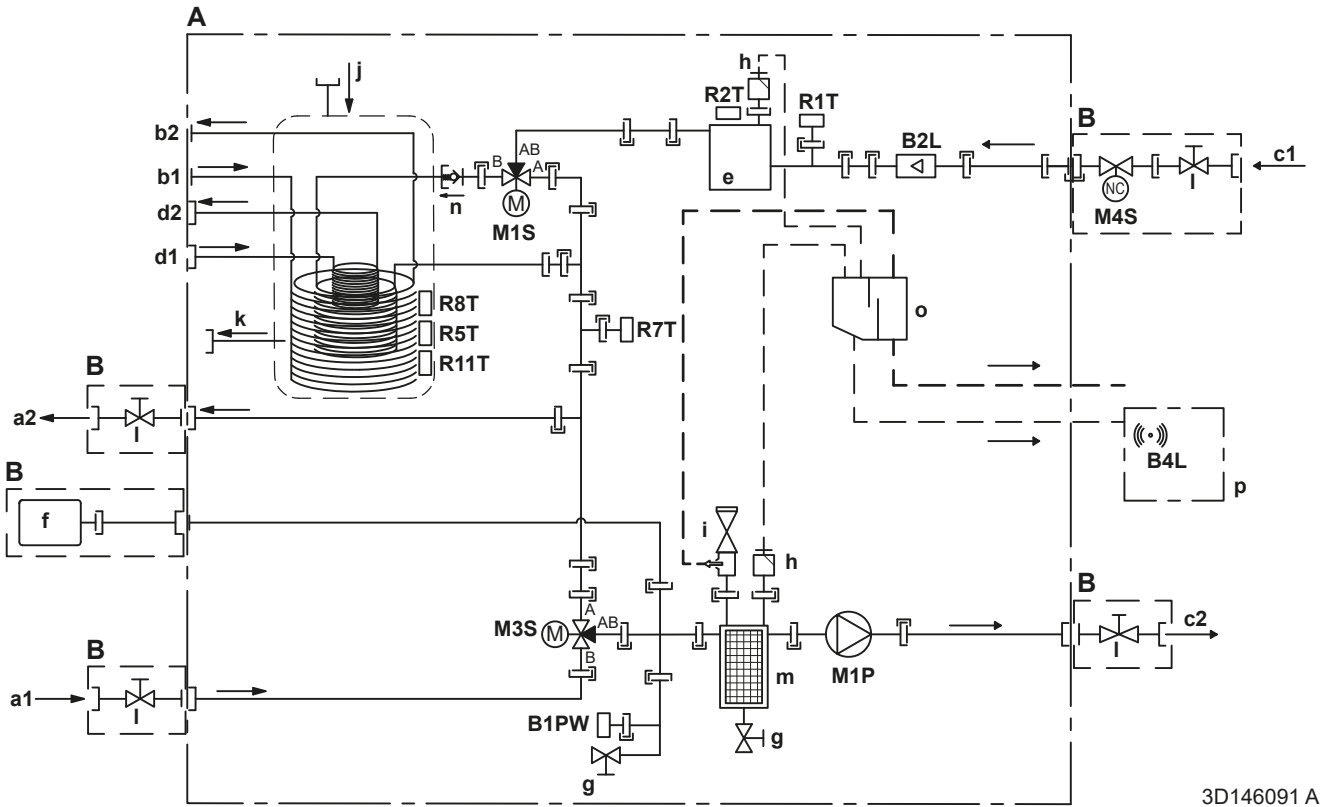 A
j
h
R2T
R1T
B
b2
AB
B
A
B2L
c1
b1
e
l
NC
M4S
d2
n
M
M1S
d1
R8T
k
R5T
R7T
o
R11T
B
a2
l
B4L
p
B
f
i
h
B
A
M3S
M
AB
c2
l
B
B
M1P
m
a1
l
B1PW
g
g
3D146091 A